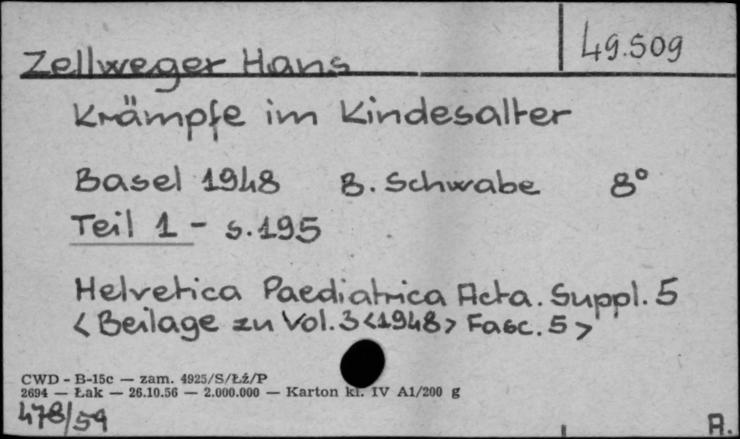 49.509
Zellweger Hans
Krämpfe im Kindesalter
Basel 1948 B. Schwabe 8°
Teil 1 - s.195
Helvetica Paediatrica Acta. Suppl. 5
< Beilage zu Vol. 3 <1948> Fasc. 5 >
CWD - B-15c — zam. 4925/S/Łź/P
2694 — Łak — 26.10.56 — 2.000.000 — Karton kl. IV A1/200 g
478/59
A.